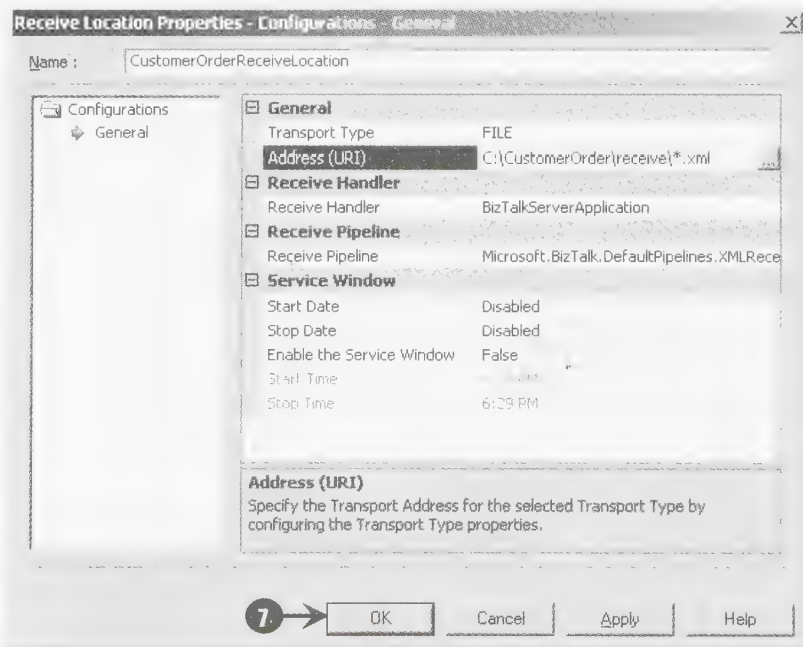 Receive Location Properties - Configurations - General
Name :
CustomerOrderReceiveLocation
Configurations
General
General
Transport Type FILE
Address (URI) C:\CustomerOrder\receive\*.xml ...
Receive Handler
Receive Handler BizTalkServerApplication
Receive Pipeline
Receive Pipeline Microsoft.BizTalk.DefaultPipelines.XMLRece
Service Window
Start Date Disabled
Stop Date Disabled
Enable the Service Window False
Start Time
Stop Time 6:29 PM
Address (URI)
Specify the Transport Address for the selected Transport Type by
configuring the Transport Type properties.
7 OK Cancel Apply Help